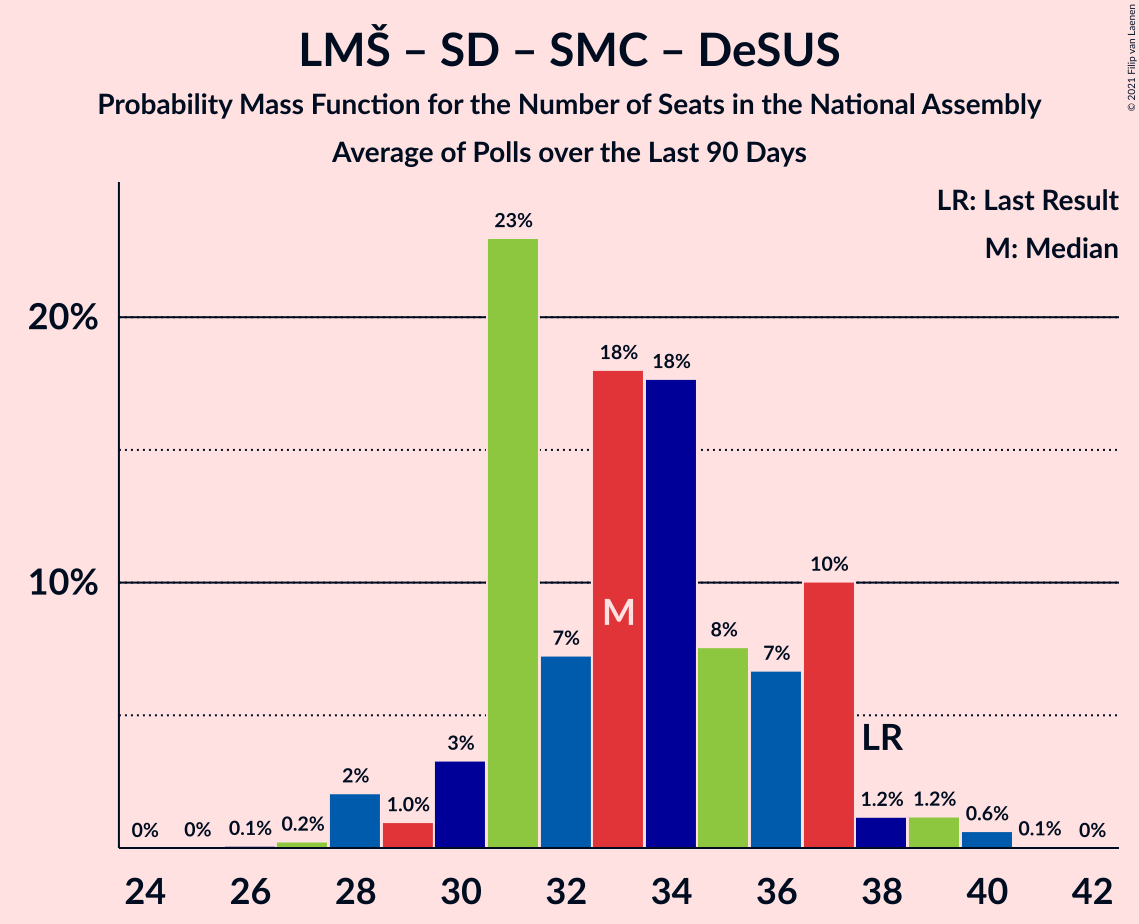 LMŠ – SD – SMC – DeSUS
Probability Mass Function for the Number of Seats in the National Assembly
Average of Polls over the Last 90 Days
© 2021 Filip van Laenen
LR: Last Result
M: Median
20%
10%
0%
0%
0.1%
0.2%
2%
1.0%
3%
23%
7%
18%
18%
8%
7%
10%
1.2%
1.2%
0.6%
0.1%
0%
M
LR
24 26 28 30 32 34 36 38 40 42